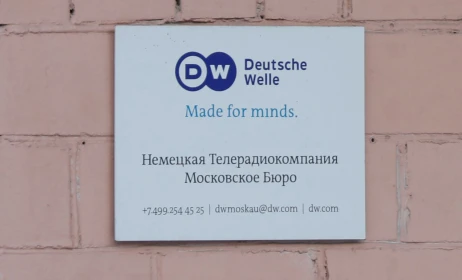 DW Deutsche
Welle
Made for minds.
Немецкая Телерадиокомпания
Московское Бюро
+7.499.254 45 25 | dwmoskau@dw.com | dw.com